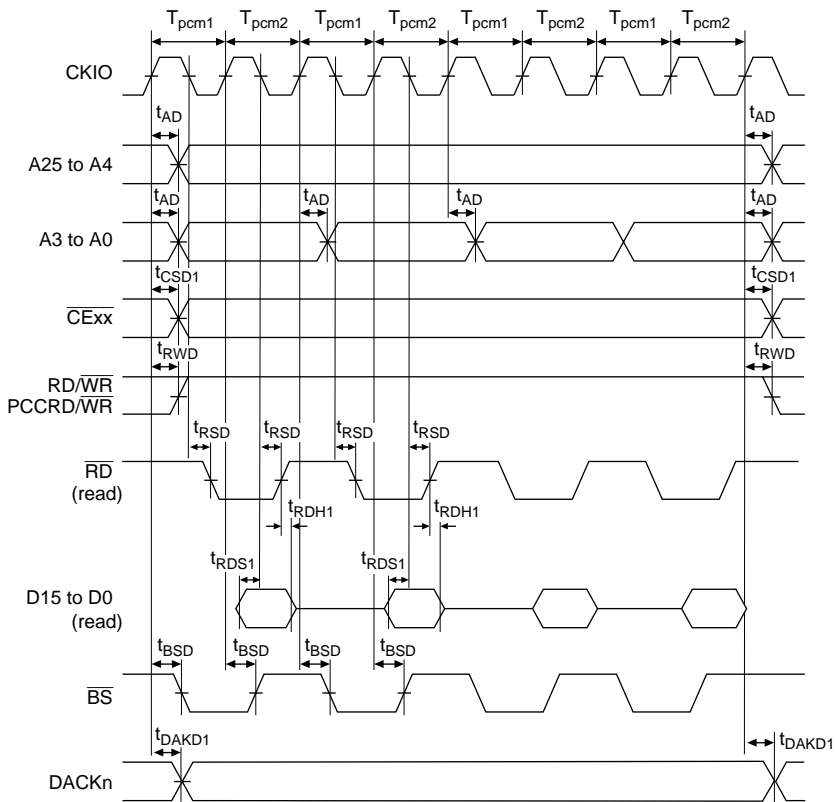 Tpcm1 Tpcm2 Tpcm1 Tpcm2 Tpcm1 Tpcm2 Tpcm1 Tpcm2
CKIO
tAD tAD
A25 to A4
tAD tAD tAD tAD
A3 to A0
tCSD1 tCSD1
CExx
tRWD tRWD
RD/WR
PCCRD/WR
tRSD tRSD tRSD tRSD
RD
(read)
tRDH1 tRDH1
tRDS1 tRDS1
D15 to D0
(read)
tBSD tBSD tBSD tBSD
BS
tDAKD1 tDAKD1
DACKn